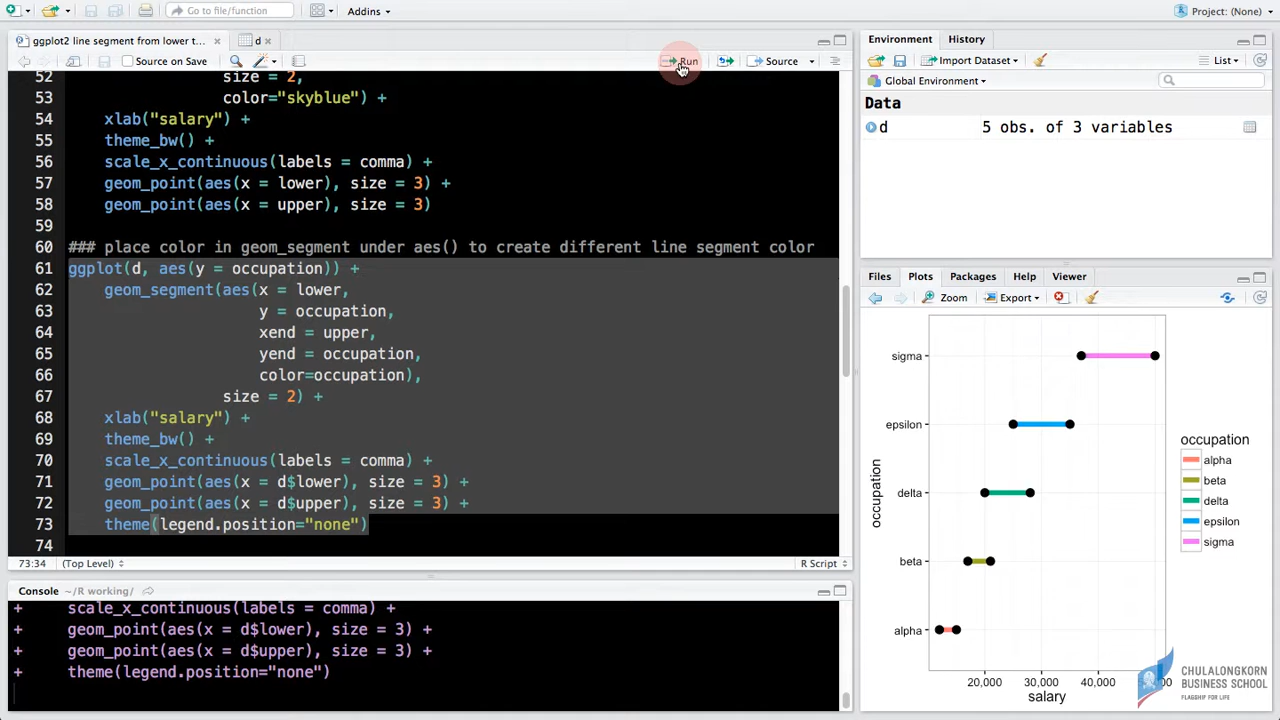 Go to file/function
Addins
Project: (None)
ggplot2 line segment from lower t...
d
Source on Save
Run
Source
52 size = 2,
53 color="skyblue") +
54 xlab("salary") +
55 theme_bw() +
56 scale_x_continuous(labels = comma) +
57 geom_point(aes(x = lower), size = 3) +
58 geom_point(aes(x = upper), size = 3)
59
60 ### place color in geom_segment under aes() to create different line segment color
61 ggplot(d, aes(y = occupation)) +
62 geom_segment(aes(x = lower,
63 y = occupation,
64 xend = upper,
65 yend = occupation,
66 color=occupation),
67 size = 2) +
68 xlab("salary") +
69 theme_bw() +
70 scale_x_continuous(labels = comma) +
71 geom_point(aes(x = d$lower), size = 3) +
72 geom_point(aes(x = d$upper), size = 3) +
73 theme(legend.position="none")
74
73:34 (Top Level) R Script
Console ~/R working/
+ scale_x_continuous(labels = comma) +
+ geom_point(aes(x = d$lower), size = 3) +
+ geom_point(aes(x = d$upper), size = 3) +
+ theme(legend.position="none")
Environment History
Import Dataset List
Global Environment
Data
d 5 obs. of 3 variables
Files Plots Packages Help Viewer
Zoom Export
sigma
epsilon
delta
beta
alpha
occupation
20,000 30,000 40,000
salary
occupation
alpha
beta
delta
epsilon
sigma
CHULALONGKORN
BUSINESS SCHOOL
FLAGSHIP FOR LIFE